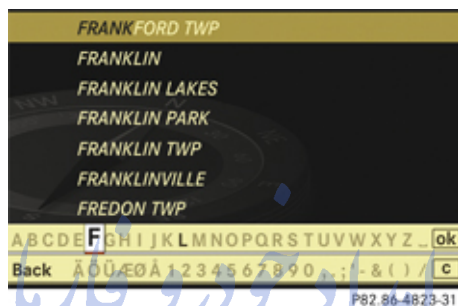 FRANKFORD TWP
FRANKLIN
FRANKLIN LAKES
FRANKLIN PARK
FRANKLIN TWP
FRANKLINVILLE
FREDON TWP
A B C D E F G H I J K L M N O P Q R S T U V W X Y Z _ ok
Back Ä Ö Ü Æ Ø Å 1 2 3 4 5 6 7 8 9 0 . , ; ' - & ( ) / c
P82.86-4823-31